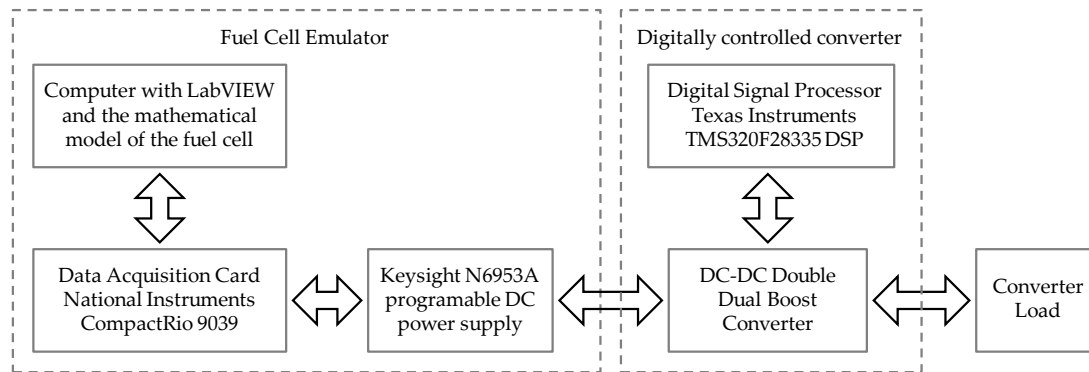 Fuel Cell Emulator
Computer with LabVIEW
and the mathematical
model of the fuel cell
Data Acquisition Card
National Instruments
CompactRio 9039
Keysight N6953A
programable DC
power supply
Digitally controlled converter
Digital Signal Processor
Texas Instruments
TMS320F28335 DSP
DC-DC Double
Dual Boost
Converter
Converter
Load